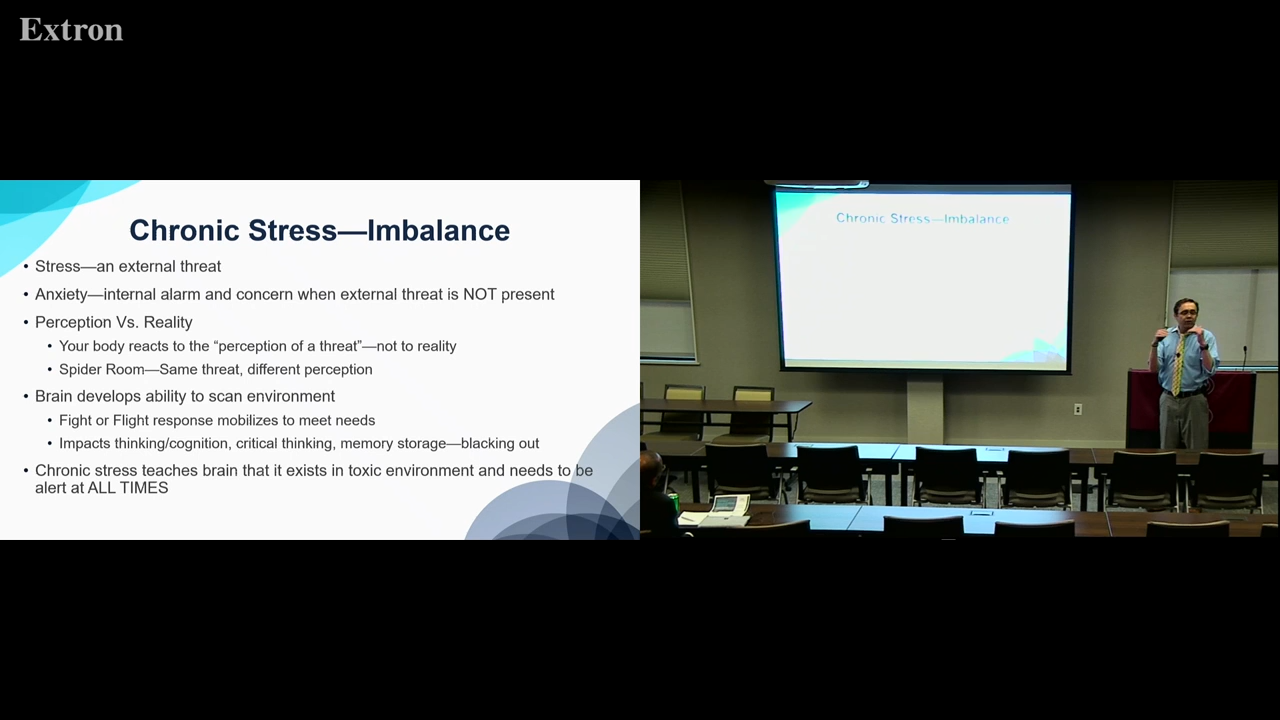 Extron
Chronic Stress—Imbalance
• Stress—an external threat
• Anxiety—internal alarm and concern when external threat is NOT present
• Perception Vs. Reality
• Your body reacts to the “perception of a threat”—not to reality
• Spider Room—Same threat, different perception
• Brain develops ability to scan environment
• Fight or Flight response mobilizes to meet needs
• Impacts thinking/cognition, critical thinking, memory storage—blacking out
• Chronic stress teaches brain that it exists in toxic environment and needs to be
alert at ALL TIMES
Chronic Stress—Imbalance